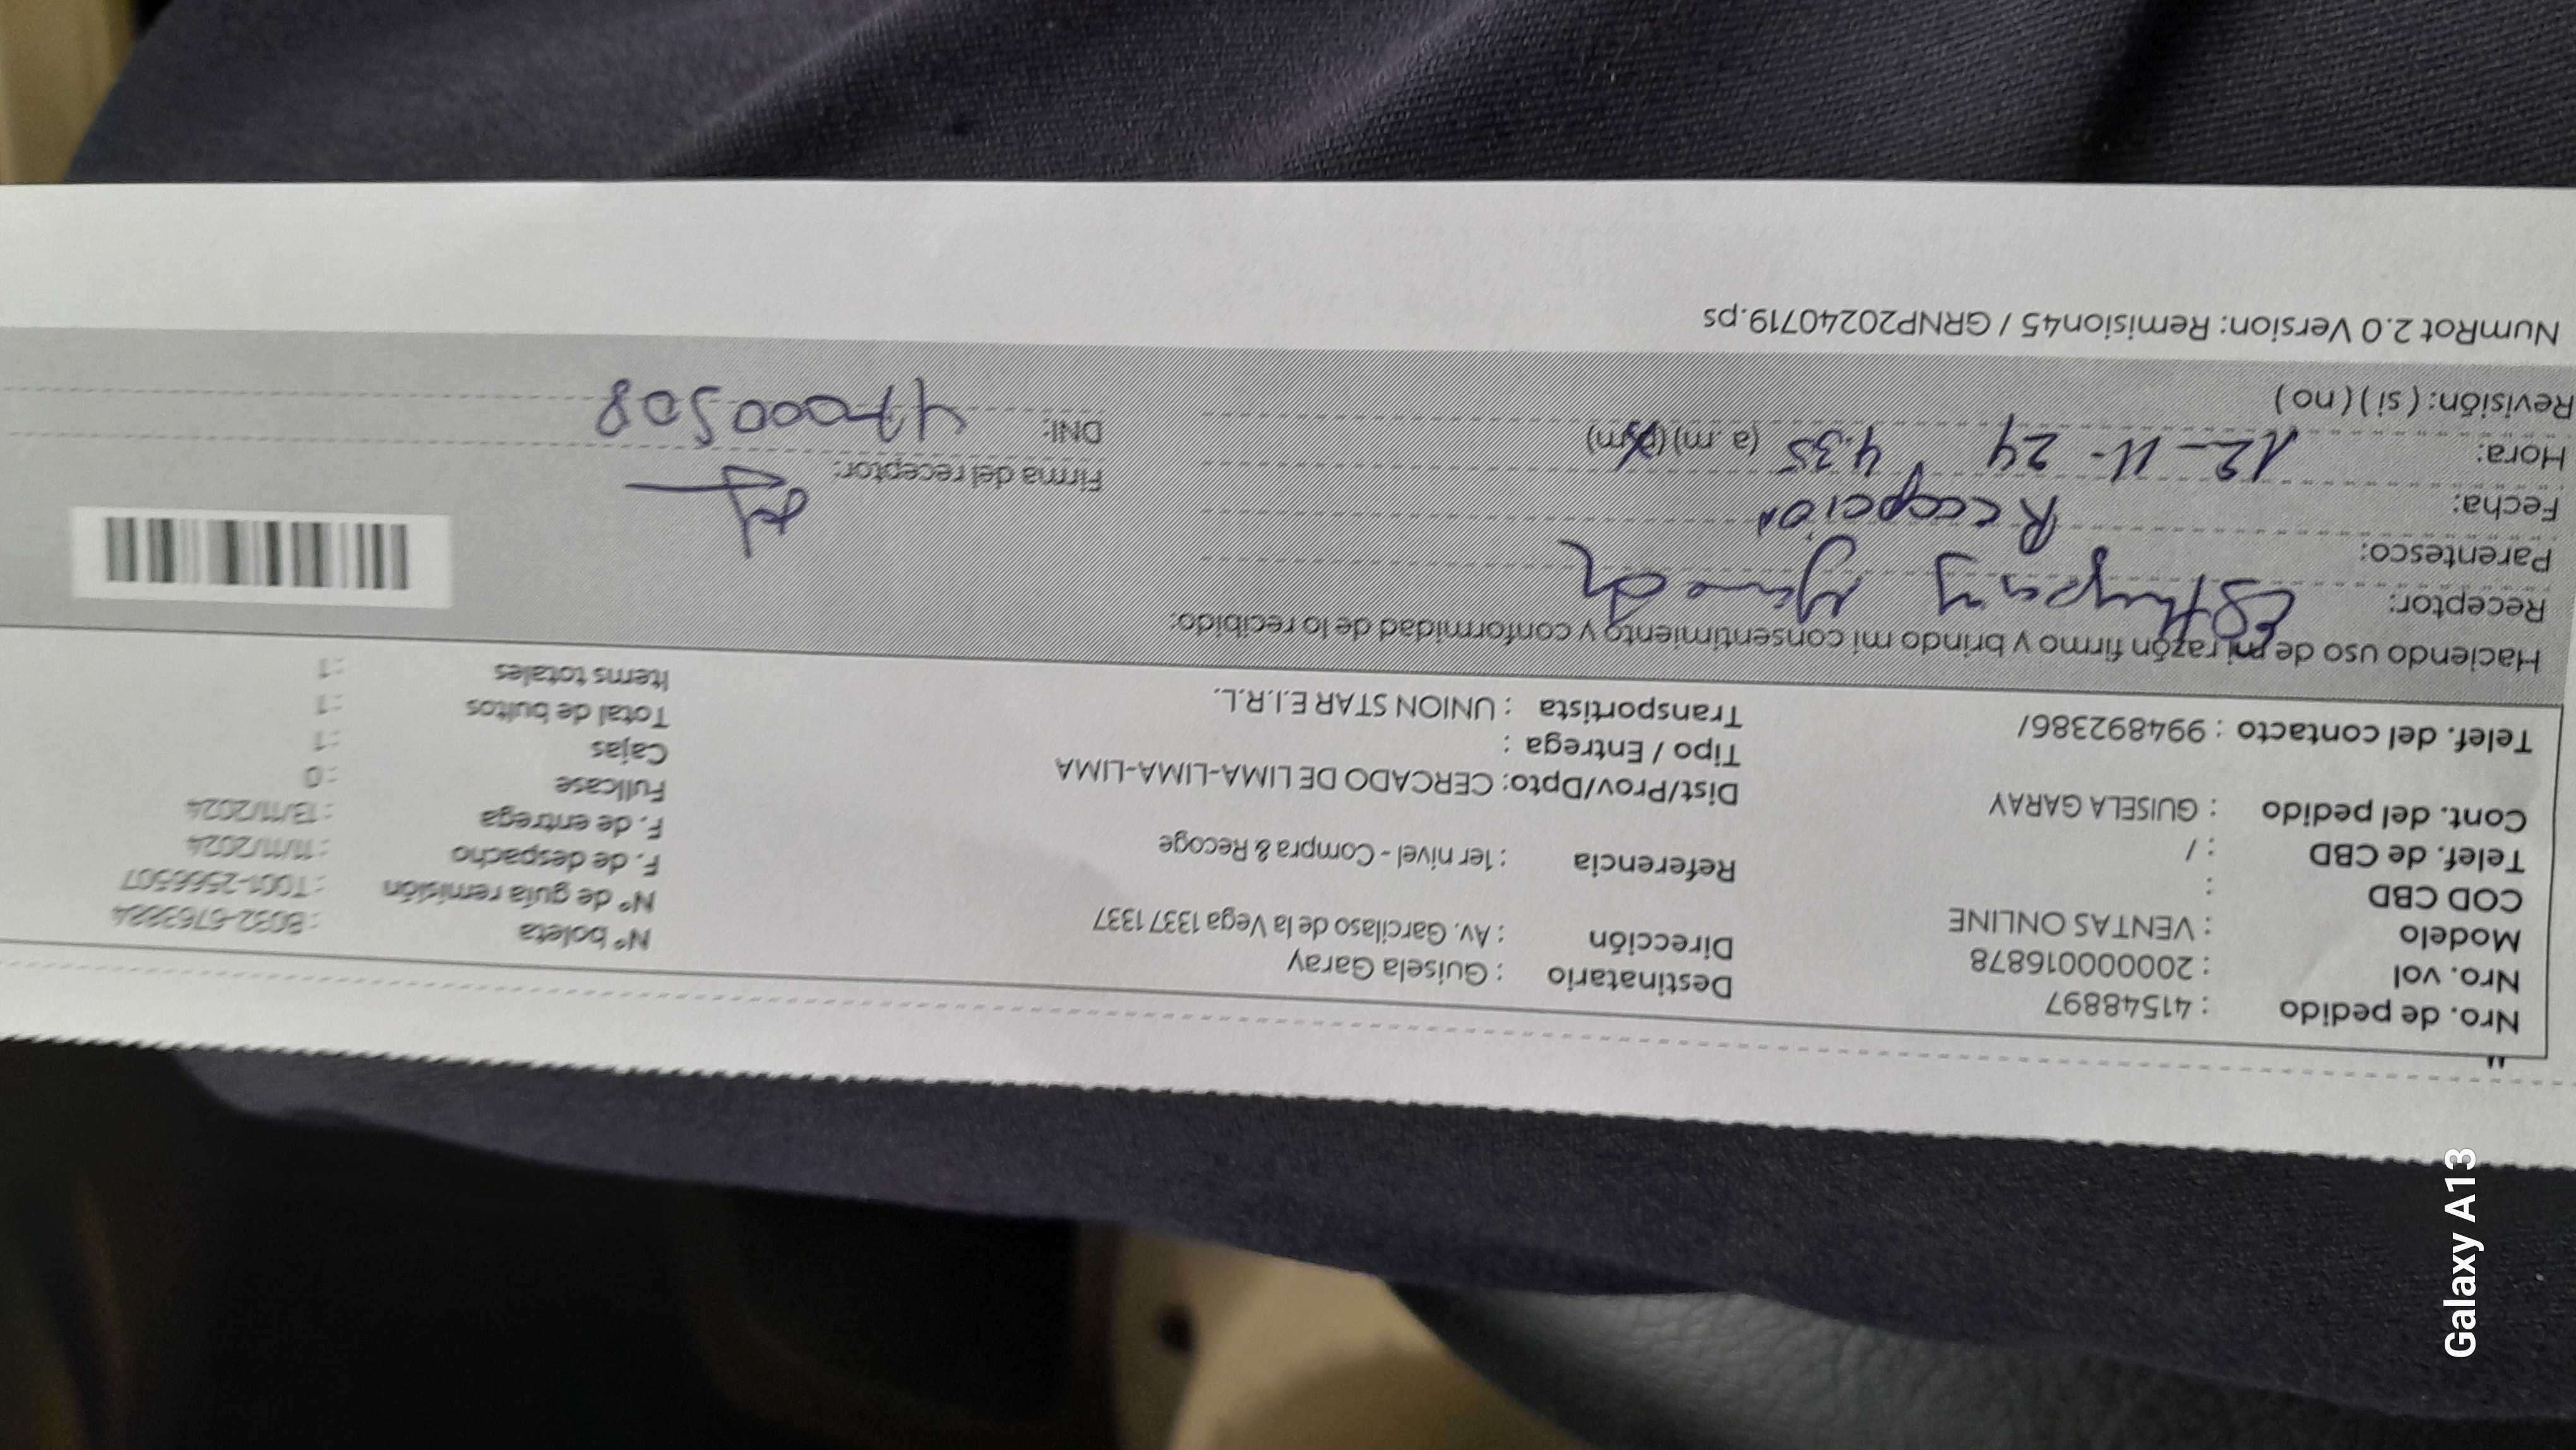 Nro. de pedido : 41548897
Nro. vol : 20000016878
Modelo : VENTAS ONLINE
COD CBD :
Telef. de CBD : /
Cont. del pedido : GUISELA GARAY
Telef. del contacto : 994892386/
Destinatario : Guisela Garay
Dirección : Av. Garcilaso de la Vega 1337 1337
Referencia : 1er nivel - Compra & Recoge
Dist/Prov/Dpto: CERCADO DE LIMA-LIMA-LIMA
Tipo / Entrega :
Transportista : UNION STAR E.I.R.L.
Nº boleta
Nº de guía remisión : T001-2566507
F. de despacho : 11/11/2024
F. de entrega : 13/11/2024
Fullcase : 0
Cajas : 1
Total de bultos : 1
Items totales : 1
Haciendo uso de mi razón firmo y brindo mi consentimiento y conformidad de lo recibido:
Receptor:
Parentesco: Recepción
Fecha:
Hora: 12-11-24 4.35 (a.m) (p.m)
Revisión: ( si ) ( no )
Firma del receptor:
DNI: 47000508
NumRot 2.0 Version: Remision45 / GRNP20240719.ps
Galaxy A13